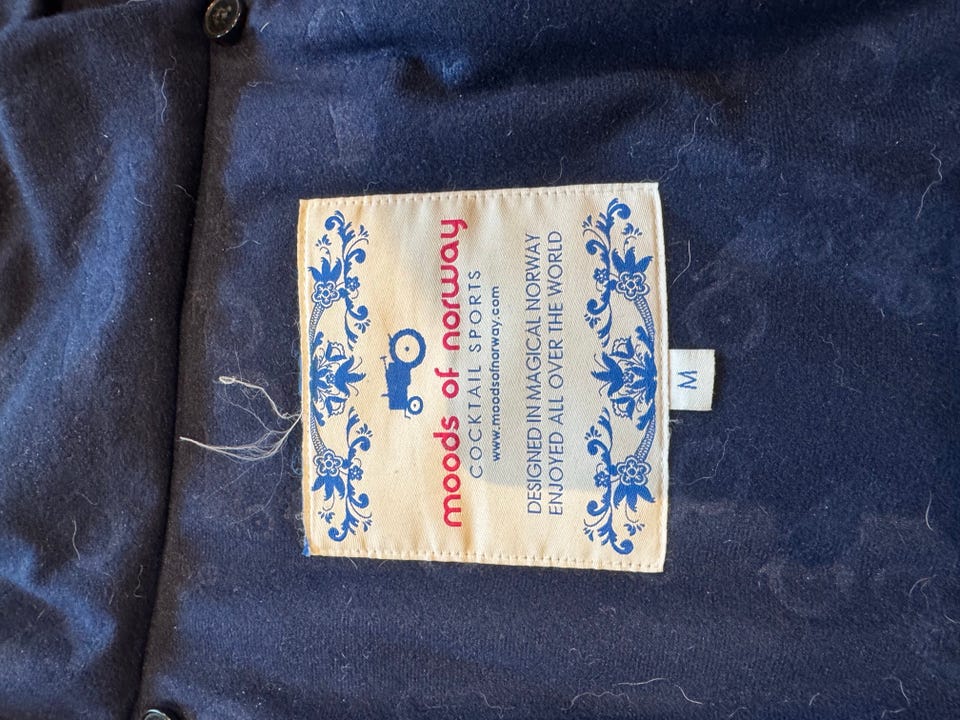 moods of norway
COCKTAIL SPORTS
www.moodsofnorway.com
DESIGNED IN MAGICAL NORWAY
ENJOYED ALL OVER THE WORLD
M